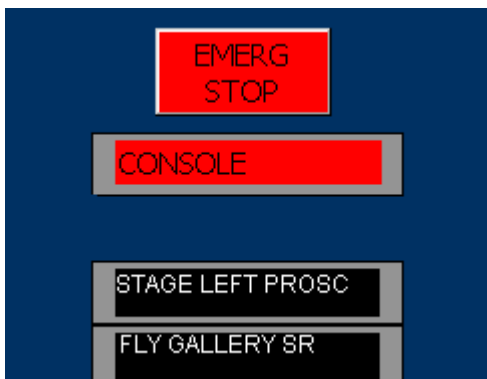 EMERG
STOP
CONSOLE
STAGE LEFT PROSC
FLY GALLERY SR